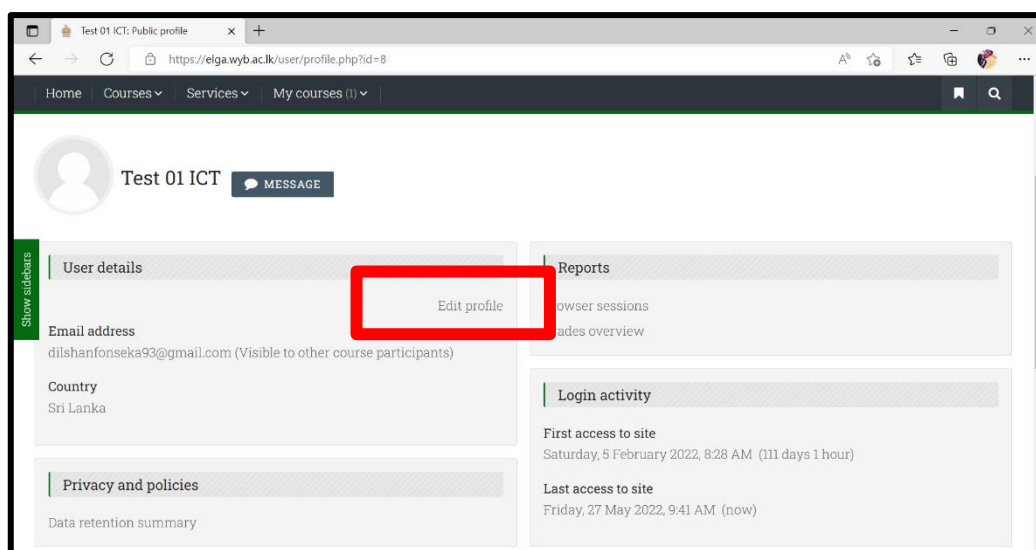 Test 01 ICT: Public profile
https://elga.wyb.ac.lk/user/profile.php?id=8
Home Courses Services My courses (1)
Test 01 ICT MESSAGE
Show sidebars
User details
Edit profile
Email address
dilshanfonseka93@gmail.com (Visible to other course participants)
Country
Sri Lanka
Privacy and policies
Data retention summary
Reports
owser sessions
ades overview
Login activity
First access to site
Saturday, 5 February 2022, 8:28 AM (111 days 1 hour)
Last access to site
Friday, 27 May 2022, 9:41 AM (now)